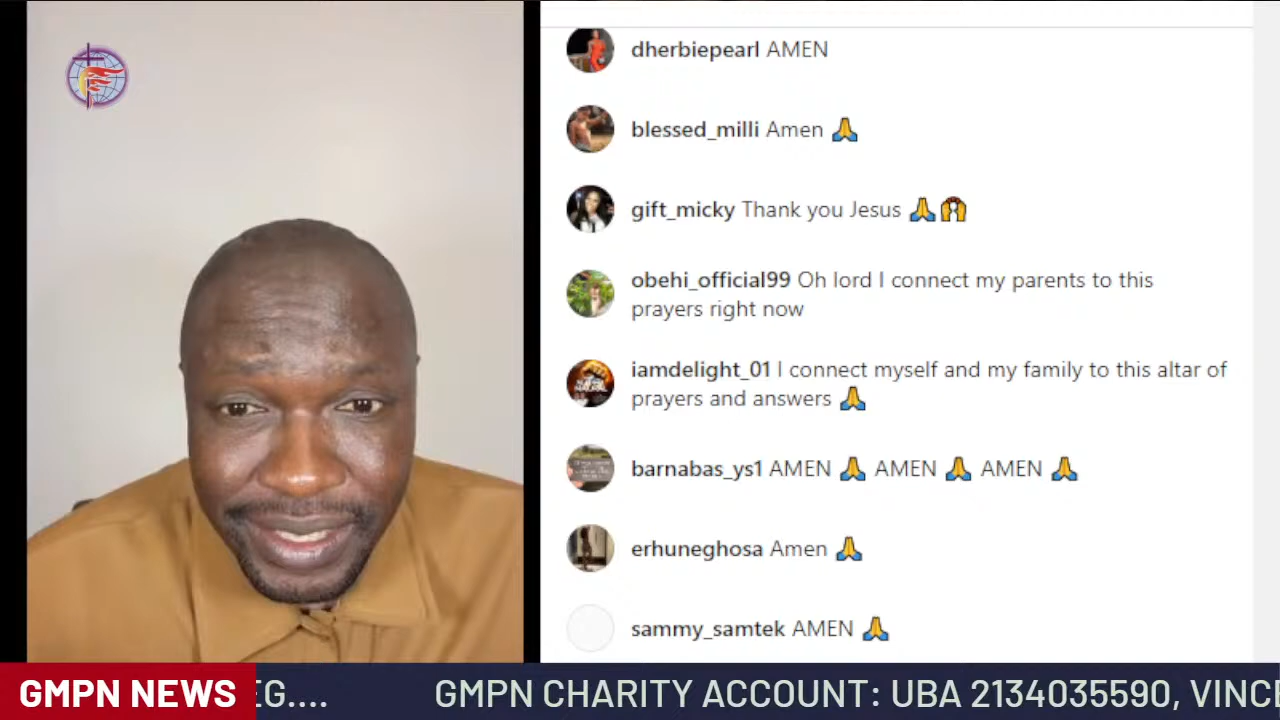 dherbiepearl AMEN
blessed_milli Amen 🙏
gift_micky Thank you Jesus 🙏🙌
obehi_official99 Oh lord I connect my parents to this
prayers right now
iamdelight_01 I connect myself and my family to this altar of
prayers and answers 🙏
barnabas_ys1 AMEN 🙏 AMEN 🙏 AMEN 🙏
erhuneghosa Amen 🙏
sammy_samtek AMEN 🙏
GMPN NEWS EG.... GMPN CHARITY ACCOUNT: UBA 2134035590, VINCE